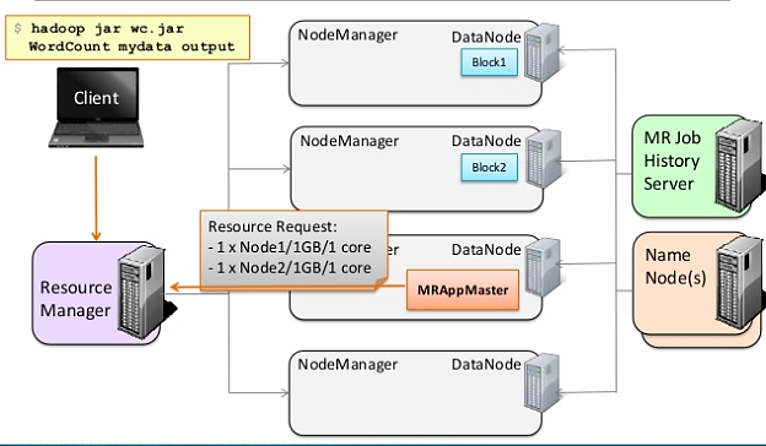 $ hadoop jar wc.jar
WordCount mydata output
Client
NodeManager
DataNode
Block1
NodeManager
DataNode
Block2
MR Job
History
Server
Resource Request:
- 1 x Node1/1GB/1 core
- 1 x Node2/1GB/1 core
er
DataNode
MRAppMaster
Resource
Manager
Name
Node(s)
NodeManager
DataNode